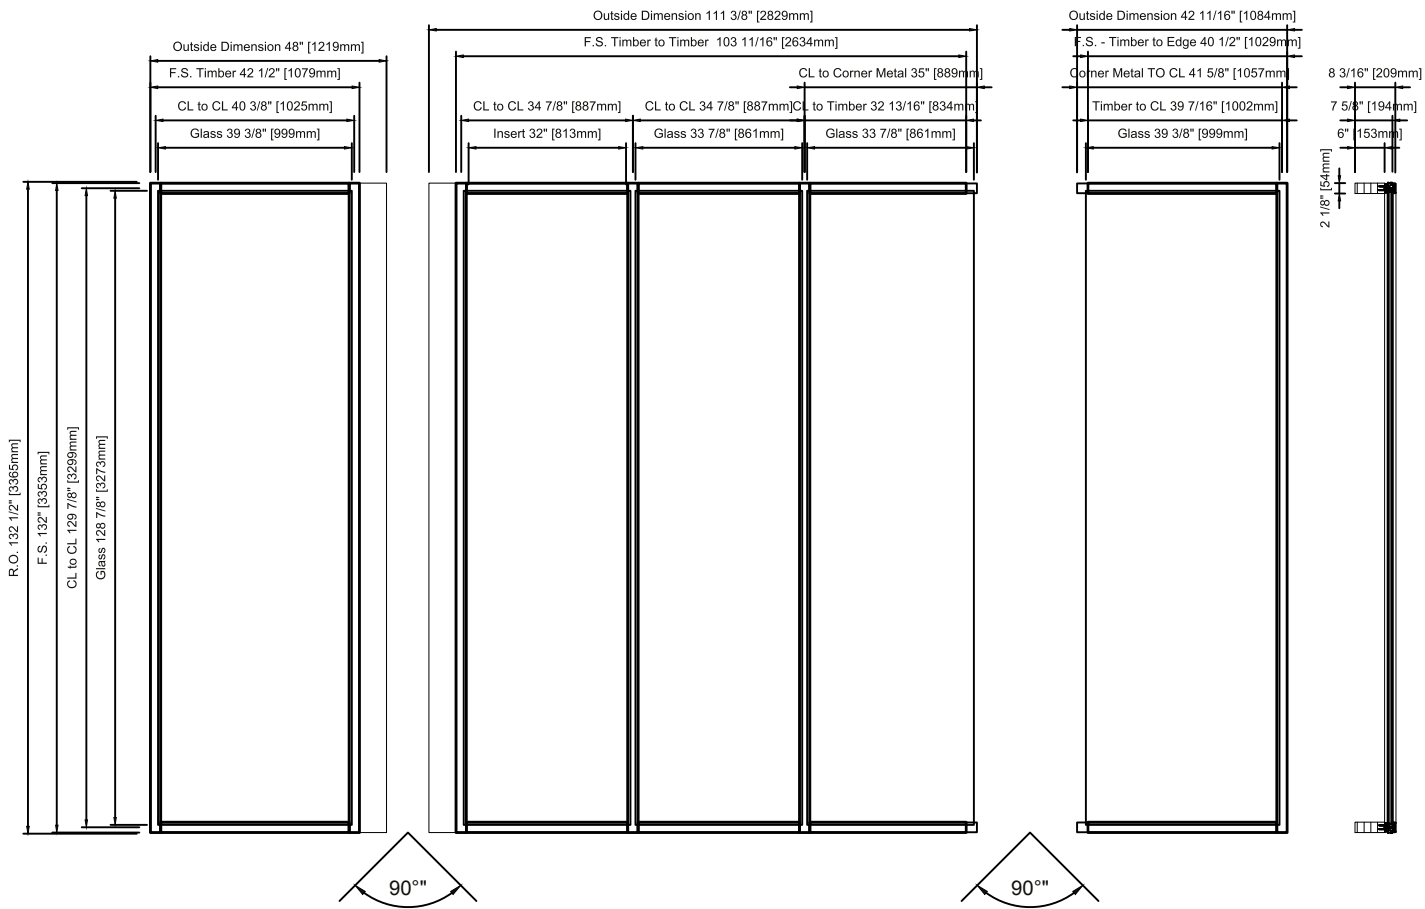 Outside Dimension 48" [1219mm]
F.S. Timber 42 1/2" [1079mm]
CL to CL 40 3/8" [1025mm]
Glass 39 3/8" [999mm]
Outside Dimension 111 3/8" [2829mm]
F.S. Timber to Timber  103 11/16" [2634mm]
CL to Corner Metal 35" [889mm]
CL to CL 34 7/8" [887mm]
CL to CL 34 7/8" [887mm]
CL to Timber 32 13/16" [834mm]
Insert 32" [813mm]
Glass 33 7/8" [861mm]
Glass 33 7/8" [861mm]
Outside Dimension 42 11/16" [1084mm]
F.S. - Timber to Edge 40 1/2" [1029mm]
Corner Metal TO CL 41 5/8" [1057mm]
Timber to CL 39 7/16" [1002mm]
Glass 39 3/8" [999mm]
8 3/16" [209mm]
7 5/8" [194mm]
6" [153mm]
2 1/8" [54mm]
R.O. 132 1/2" [3365mm]
F.S. 132" [3353mm]
CL to CL 129 7/8" [3299mm]
Glass 128 7/8" [3273mm]
90°"
90°"